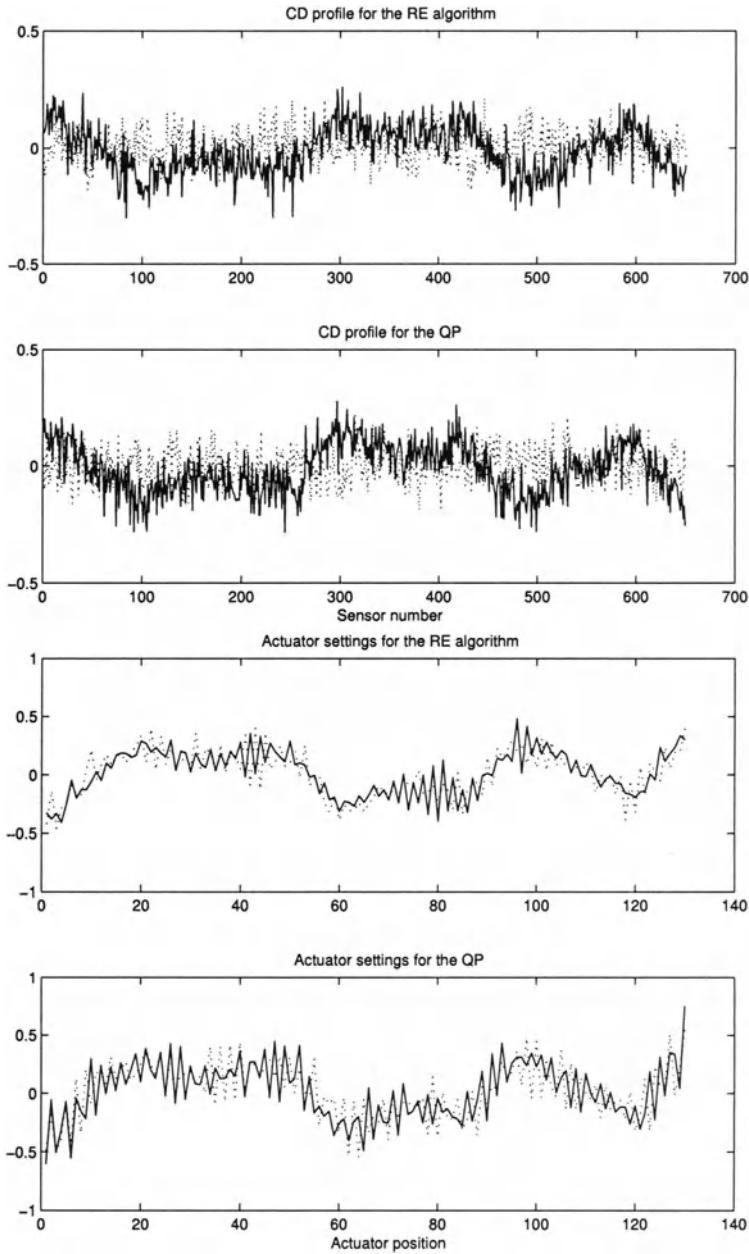 CD profile for the RE algorithm
0.5
0
−0.5
0 100 200 300 400 500 600 700
CD profile for the QP
0.5
0
−0.5
0 100 200 300 400 500 600 700
Sensor number
Actuator settings for the RE algorithm
1
0.5
0
−0.5
−1
0 20 40 60 80 100 120 140
Actuator settings for the QP
1
0.5
0
−0.5
−1
0 20 40 60 80 100 120 140
Actuator position